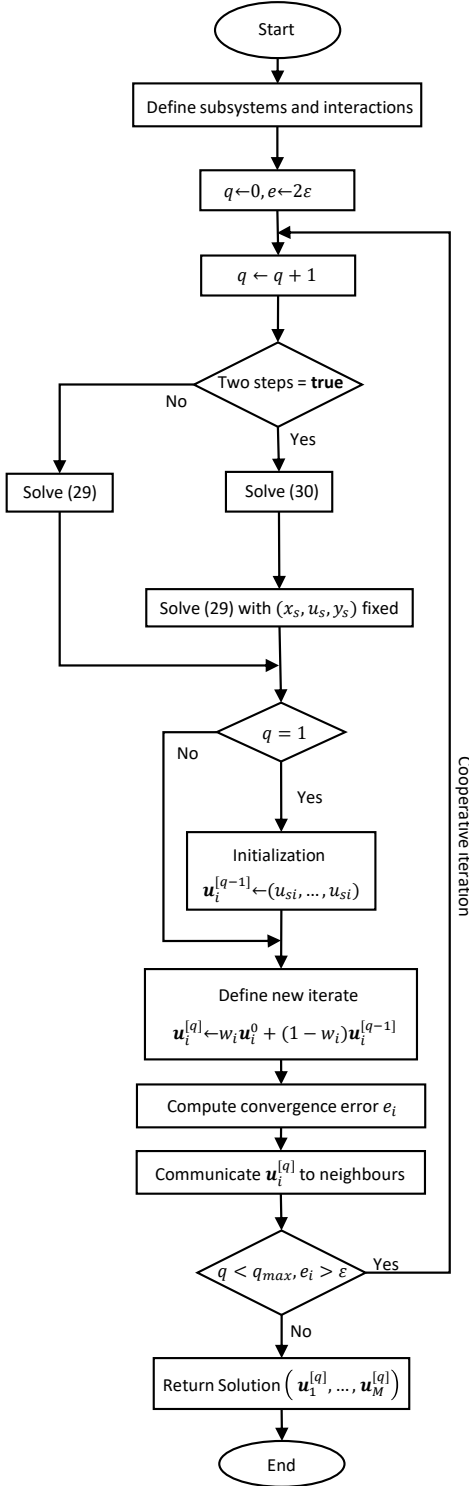 Start
Define subsystems and interactions
q←0, e←2ε
q ← q + 1
Two steps = true
No
Yes
Solve (29)
Solve (30)
Solve (29) with (x_s, u_s, y_s) fixed
q = 1
No
Yes
Cooperative iteration
Initialization
u_i^[q−1]←(u_si, … , u_si)
Define new iterate
u_i^[q]←w_i u_i^0 + (1 − w_i)u_i^[q−1]
Compute convergence error e_i
Communicate u_i^[q] to neighbours
q < q_max, e_i > ε
Yes
No
Return Solution ( u_1^[q], … , u_M^[q] )
End